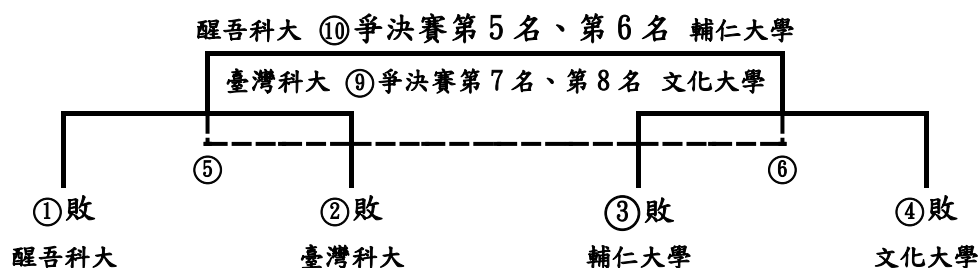 醒吾科大 ⑩爭決賽第5名、第6名 輔仁大學
臺灣科大 ⑨爭決賽第7名、第8名 文化大學
⑤ ⑥
①敗 ②敗 ③敗 ④敗
醒吾科大 臺灣科大 輔仁大學 文化大學